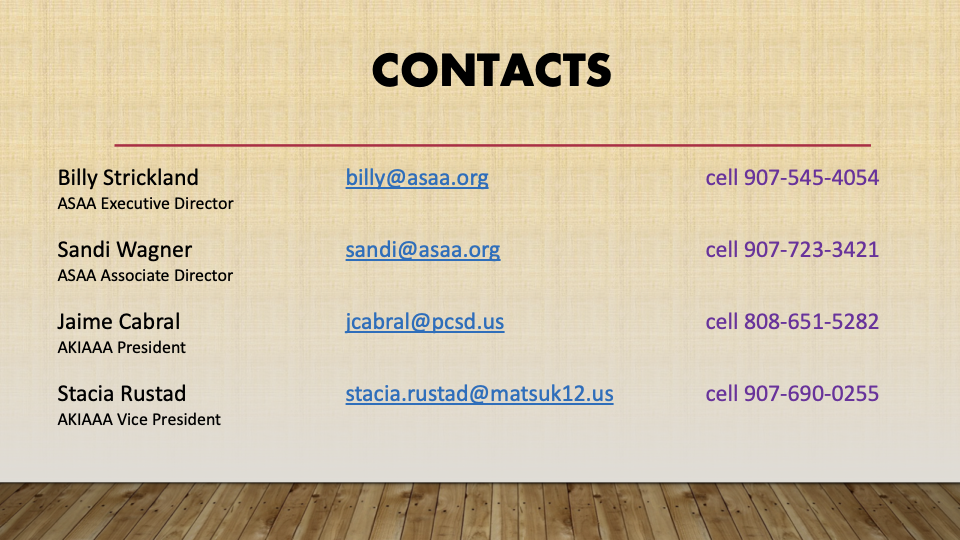 CONTACTS
Billy Strickland billy@asaa.org cell 907-545-4054
ASAA Executive Director
Sandi Wagner sandi@asaa.org cell 907-723-3421
ASAA Associate Director
Jaime Cabral jcabral@pcsd.us cell 808-651-5282
AKIAAA President
Stacia Rustad stacia.rustad@matsuk12.us cell 907-690-0255
AKIAAA Vice President